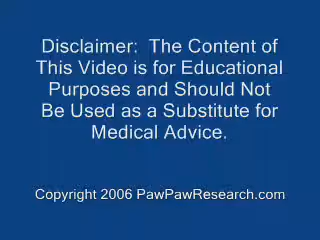 Disclaimer:  The Content of
This Video is for Educational
Purposes and Should Not
Be Used as a Substitute for
Medical Advice.
Copyright 2006 PawPawResearch.com